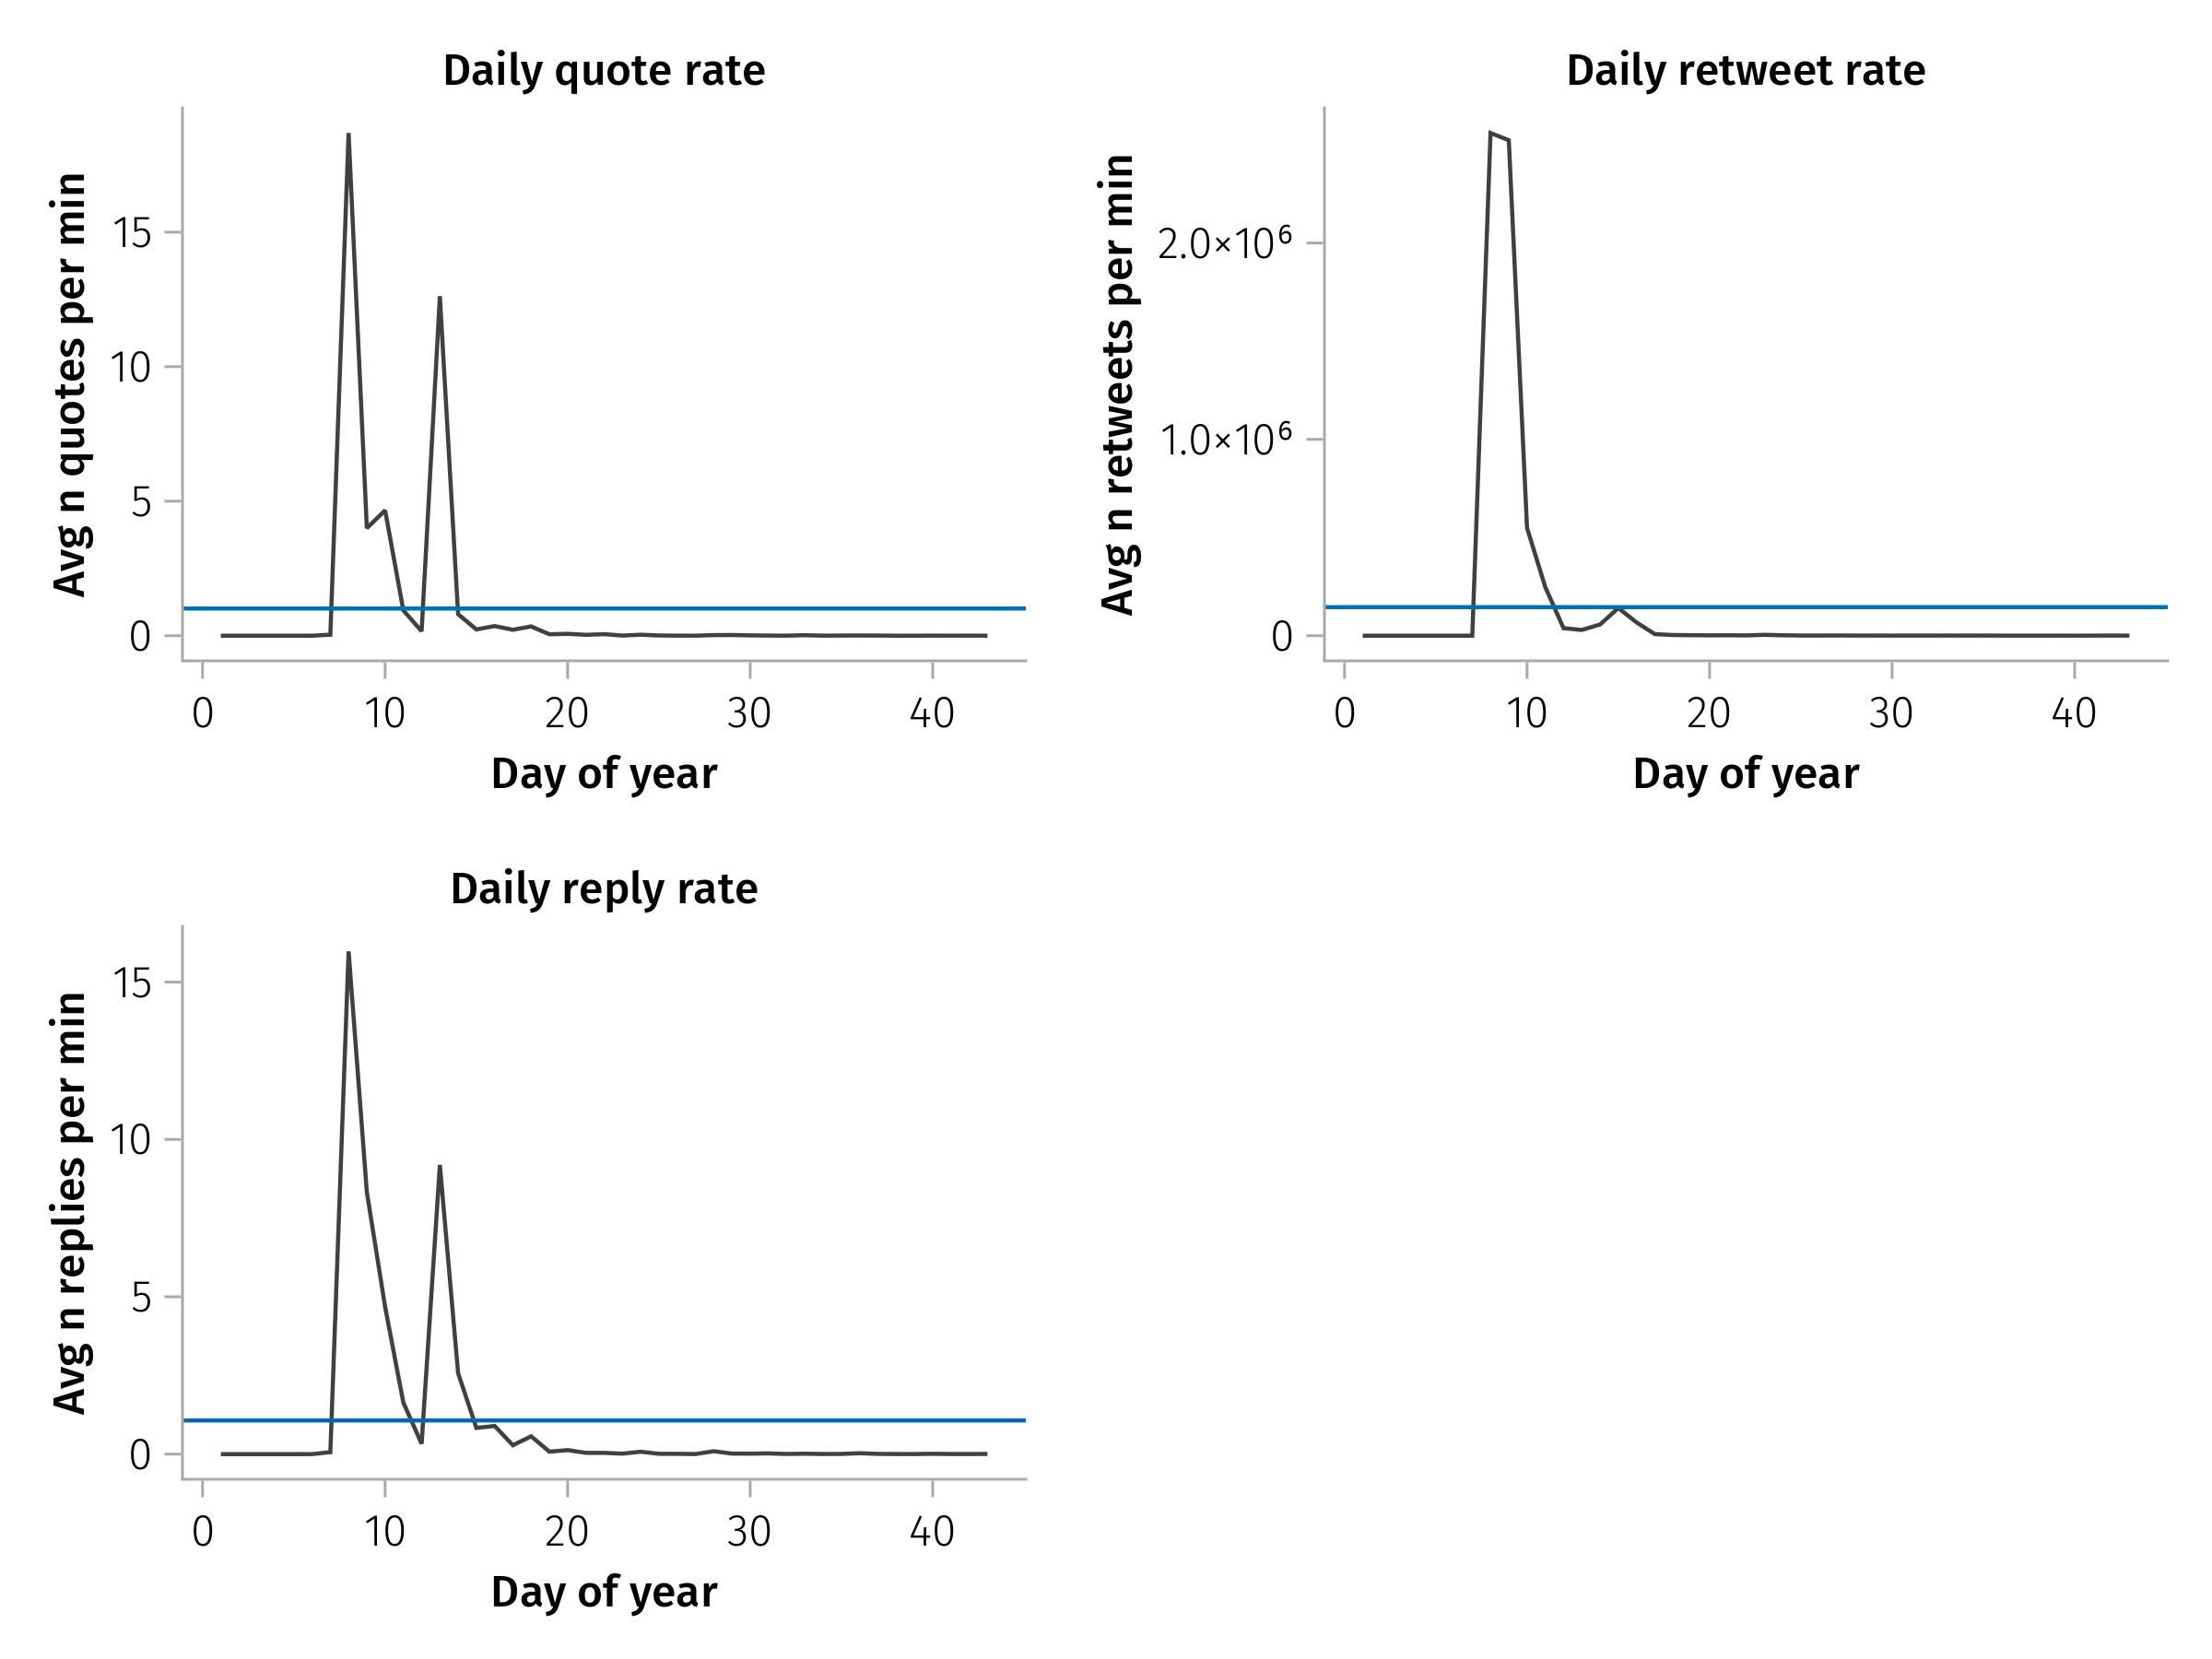 Daily quote rate
Avg n quotes per min
15
10
5
0
0 10 20 30 40
Day of year
Daily retweet rate
Avg n retweets per min
2.0×10⁶
1.0×10⁶
0
0 10 20 30 40
Day of year
Daily reply rate
Avg n replies per min
15
10
5
0
0 10 20 30 40
Day of year